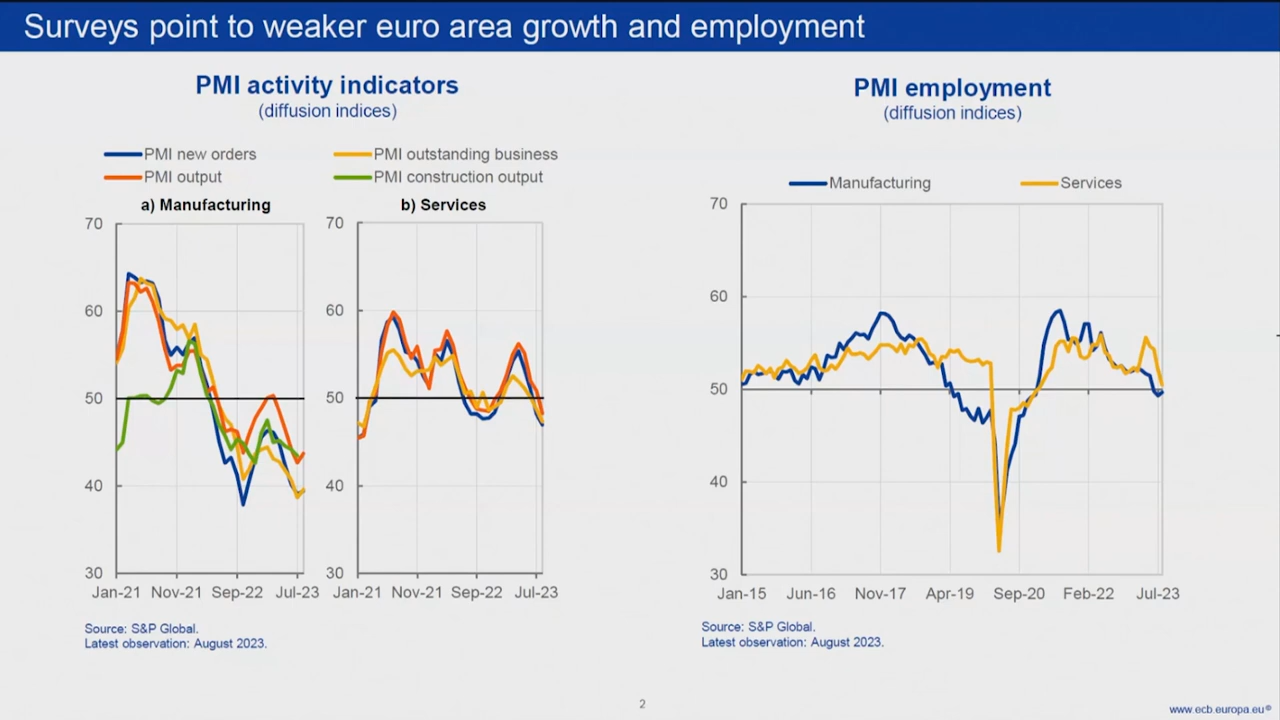 Surveys point to weaker euro area growth and employment
PMI activity indicators
(diffusion indices)
PMI new orders
PMI outstanding business
PMI output
PMI construction output
a) Manufacturing
b) Services
70
60
50
40
30
Jan-21 Nov-21 Sep-22 Jul-23
70
60
50
40
30
Jan-21 Nov-21 Sep-22 Jul-23
Source: S&P Global.
Latest observation: August 2023.
PMI employment
(diffusion indices)
Manufacturing
Services
70
60
50
40
30
Jan-15 Jun-16 Nov-17 Apr-19 Sep-20 Feb-22 Jul-23
Source: S&P Global.
Latest observation: August 2023.
2
www.ecb.europa.eu®